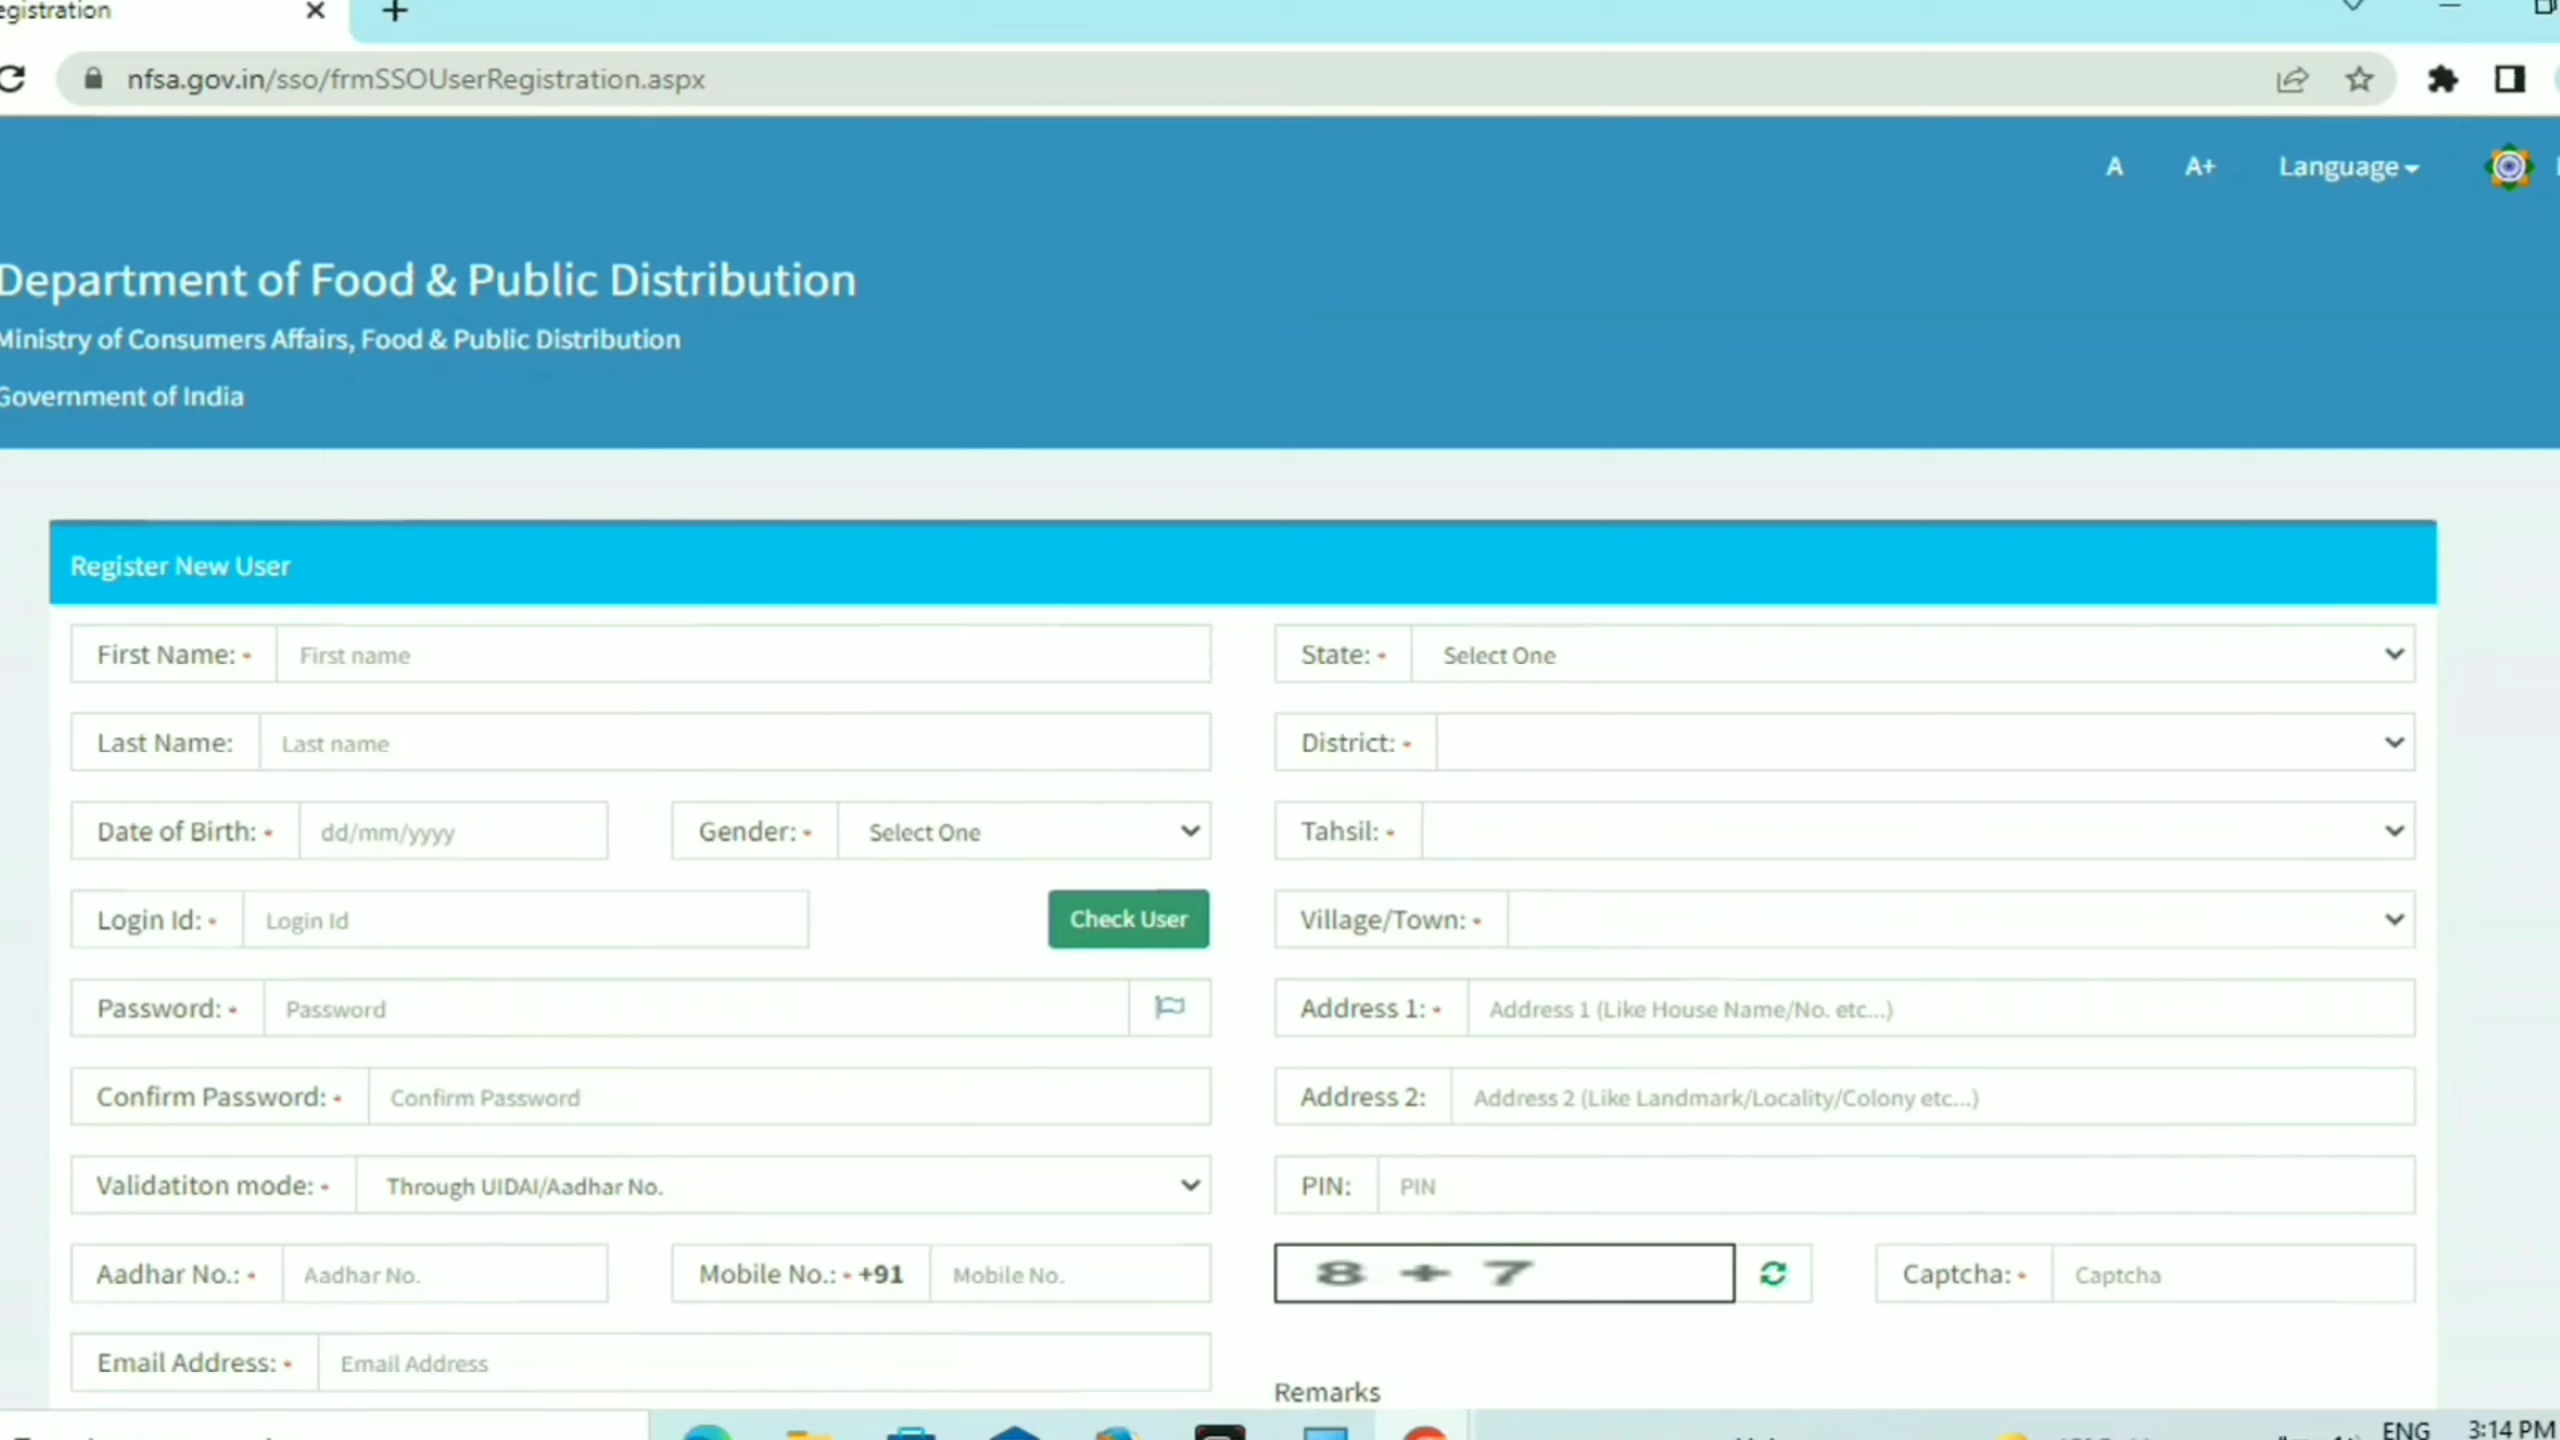 egistration
nfsa.gov.in/sso/frmSSOUserRegistration.aspx
A A+ Language
Department of Food & Public Distribution
Ministry of Consumers Affairs, Food & Public Distribution
Government of India
Register New User
First Name: * First name
State: * Select One
Last Name: Last name
District: *
Date of Birth: * dd/mm/yyyy Gender: * Select One
Tahsil: *
Login Id: * Login Id Check User
Village/Town: *
Password: * Password
Address 1: * Address 1 (Like House Name/No. etc...)
Confirm Password: * Confirm Password
Address 2: Address 2 (Like Landmark/Locality/Colony etc...)
Validatiton mode: * Through UIDAI/Aadhar No.
PIN: PIN
Aadhar No.: * Aadhar No. Mobile No.: * +91 Mobile No.
8 + 7 Captcha: * Captcha
Email Address: * Email Address
Remarks
ENG 3:14 PM